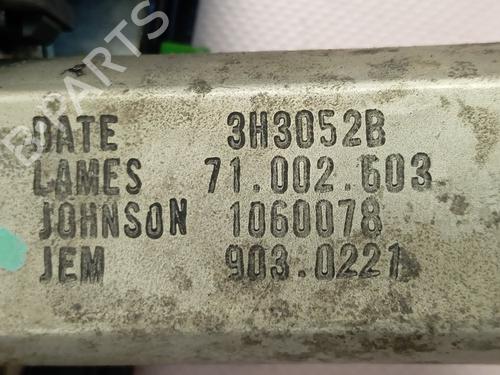 DATE 3H3052B
LAMES 71.002.603
JOHNSON 1060078
JEM 903.0221